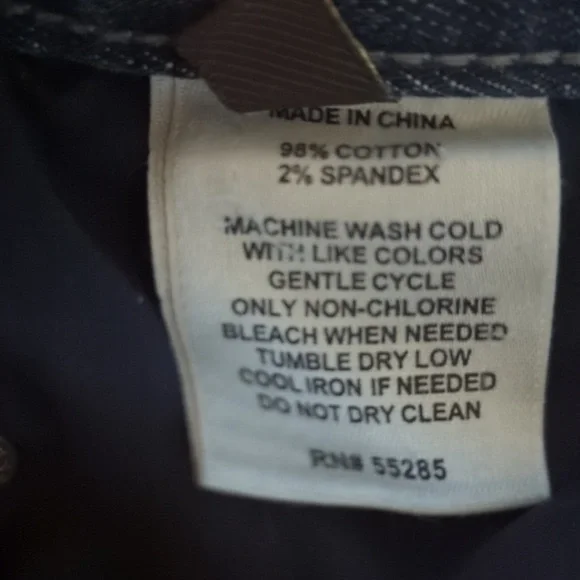 MADE IN CHINA
98% COTTON
2% SPANDEX
MACHINE WASH COLD
WITH LIKE COLORS
GENTLE CYCLE
ONLY NON-CHLORINE
BLEACH WHEN NEEDED
TUMBLE DRY LOW
COOL IRON IF NEEDED
DO NOT DRY CLEAN
RN# 55285